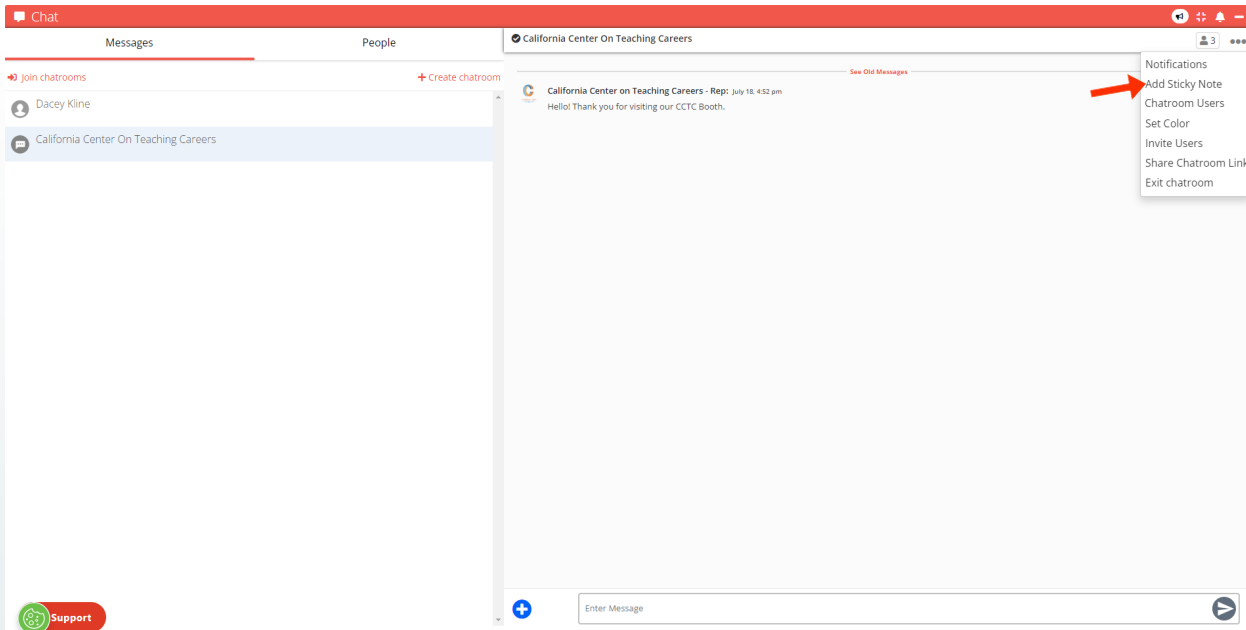 Chat
Messages
People
Join chatrooms
Create chatroom
Dacey Kline
California Center On Teaching Careers
California Center On Teaching Careers
3
See Old Messages
California Center on Teaching Careers - Rep: July 18, 4:52 pm
Hello! Thank you for visiting our CCTC Booth.
Notifications
Add Sticky Note
Chatroom Users
Set Color
Invite Users
Share Chatroom Link
Exit chatroom
Support
Enter Message